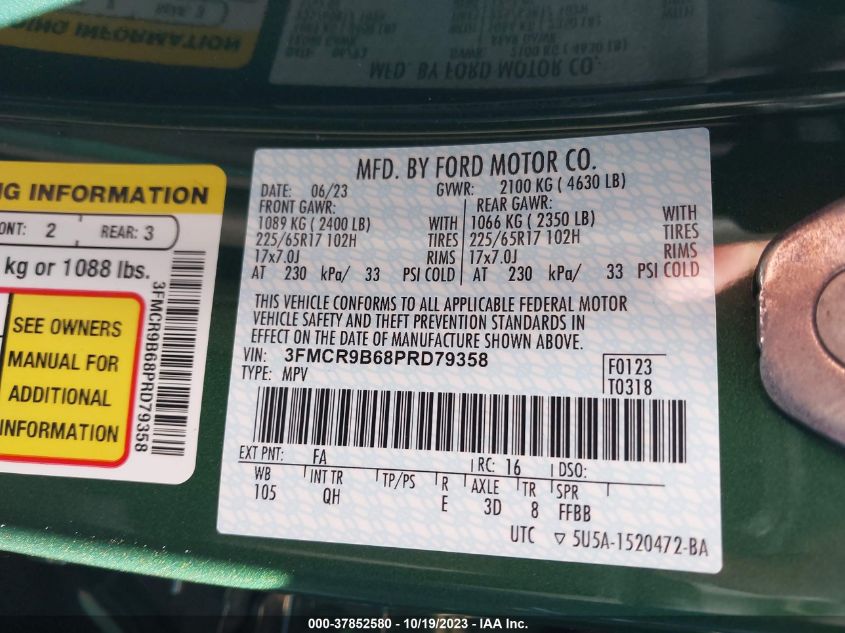 NG INFORMATION
ONT: 2 REAR: 3
kg or 1088 lbs.
SEE OWNERS
MANUAL FOR
ADDITIONAL
INFORMATION
3FMCR9B68PRD79358
MFD. BY FORD MOTOR CO.
DATE: 06/23 GVWR: 2100 KG ( 4630 LB)
FRONT GAWR: REAR GAWR:
1089 KG ( 2400 LB) WITH 1066 KG ( 2350 LB) WITH
225/65R17 102H TIRES 225/65R17 102H TIRES
17x7.0J RIMS 17x7.0J RIMS
AT 230 kPa/ 33 PSI COLD AT 230 kPa/ 33 PSI COLD
THIS VEHICLE CONFORMS TO ALL APPLICABLE FEDERAL MOTOR
VEHICLE SAFETY AND THEFT PREVENTION STANDARDS IN
EFFECT ON THE DATE OF MANUFACTURE SHOWN ABOVE.
VIN: 3FMCR9B68PRD79358 F0123
TYPE: MPV T0318
EXT PNT: FA RC: 16 DSO:
WB INT TR TP/PS R AXLE TR SPR
105 QH E 3D 8 FFBB
UTC ▽ 5U5A-1520472-BA
000-37852580 - 10/19/2023 - IAA Inc.